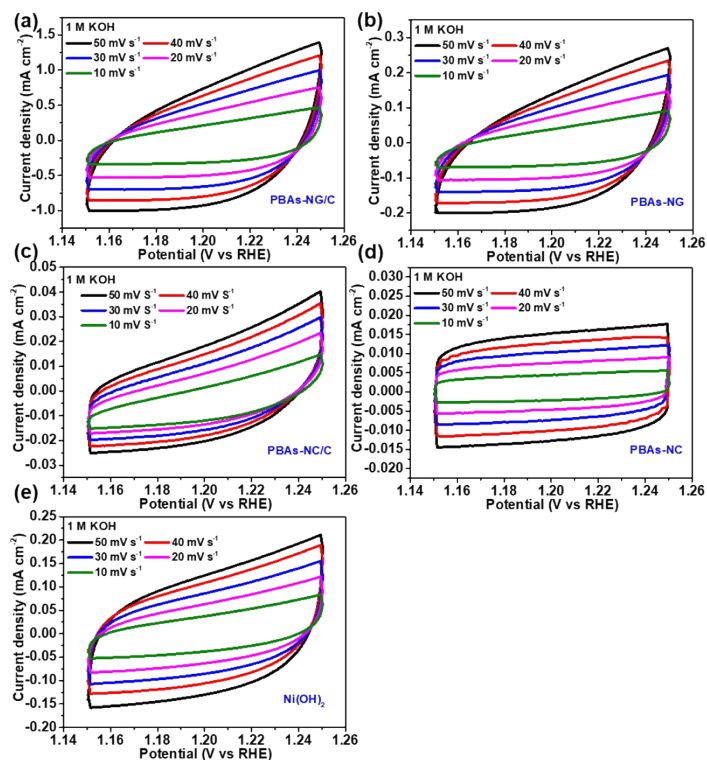 (a)
1 M KOH
50 mV s⁻¹ 40 mV s⁻¹
30 mV s⁻¹ 20 mV s⁻¹
10 mV s⁻¹
1.5
1.0
0.5
0.0
-0.5
-1.0
Current density (mA cm⁻²)
PBAs-NG/C
1.14 1.16 1.18 1.20 1.22 1.24 1.26
Potential (V vs RHE)
(b)
1 M KOH
50 mV s⁻¹ 40 mV s⁻¹
30 mV s⁻¹ 20 mV s⁻¹
10 mV s⁻¹
0.3
0.2
0.1
0.0
-0.1
-0.2
Current density (mA cm⁻²)
PBAs-NG
1.14 1.16 1.18 1.20 1.22 1.24 1.26
Potential (V vs RHE)
(c)
1 M KOH
50 mV S⁻¹ 40 mV S⁻¹
30 mV S⁻¹ 20 mV S⁻¹
10 mV S⁻¹
0.05
0.04
0.03
0.02
0.01
0.00
-0.01
-0.02
-0.03
Current density (mA cm⁻²)
PBAs-NC/C
1.14 1.16 1.18 1.20 1.22 1.24 1.26
Potential (V vs RHE)
(d)
1 M KOH
50 mV s⁻¹ 40 mV s⁻¹
30 mV s⁻¹ 20 mV s⁻¹
10 mV s⁻¹
0.030
0.025
0.020
0.015
0.010
0.005
0.000
-0.005
-0.010
-0.015
-0.020
Current density (mA cm⁻²)
PBAs-NC
1.14 1.16 1.18 1.20 1.22 1.24 1.26
Potential (V vs RHE)
(e)
1 M KOH
50 mV s⁻¹ 40 mV s⁻¹
30 mV s⁻¹ 20 mV s⁻¹
10 mV s⁻¹
0.25
0.20
0.15
0.10
0.05
0.00
-0.05
-0.10
-0.15
-0.20
Current density (mA cm⁻²)
Ni(OH)₂
1.14 1.16 1.18 1.20 1.22 1.24 1.26
Potential (V vs RHE)